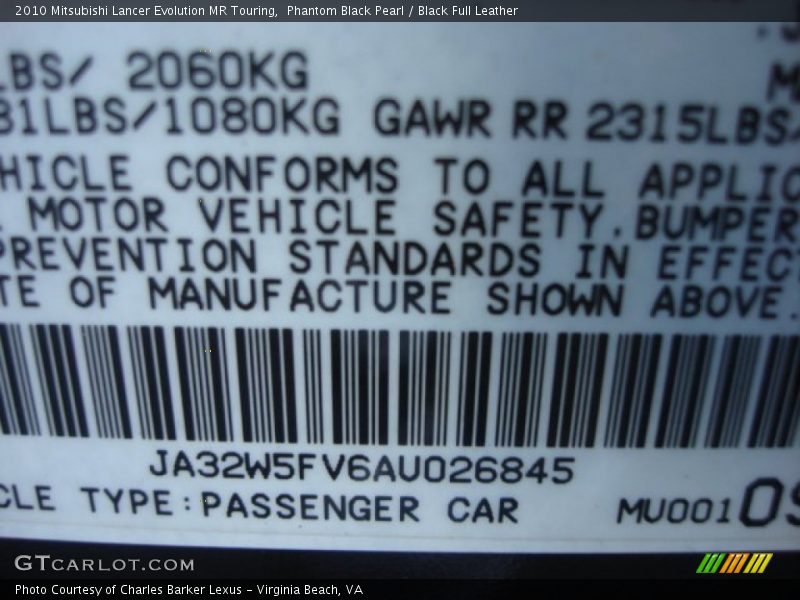 2010 Mitsubishi Lancer Evolution MR Touring,  Phantom Black Pearl / Black Full Leather
LBS/ 2060KG
81LBS/1080KG GAWR RR 2315LBS
HICLE CONFORMS TO ALL APPLIC
MOTOR VEHICLE SAFETY.BUMPER
PREVENTION STANDARDS IN EFFECT
TE OF MANUFACTURE SHOWN ABOVE.
JA32W5FV6AU026845
CLE TYPE:PASSENGER CAR MU001 09
GTCARLOT.COM
Photo Courtesy of Charles Barker Lexus – Virginia Beach, VA